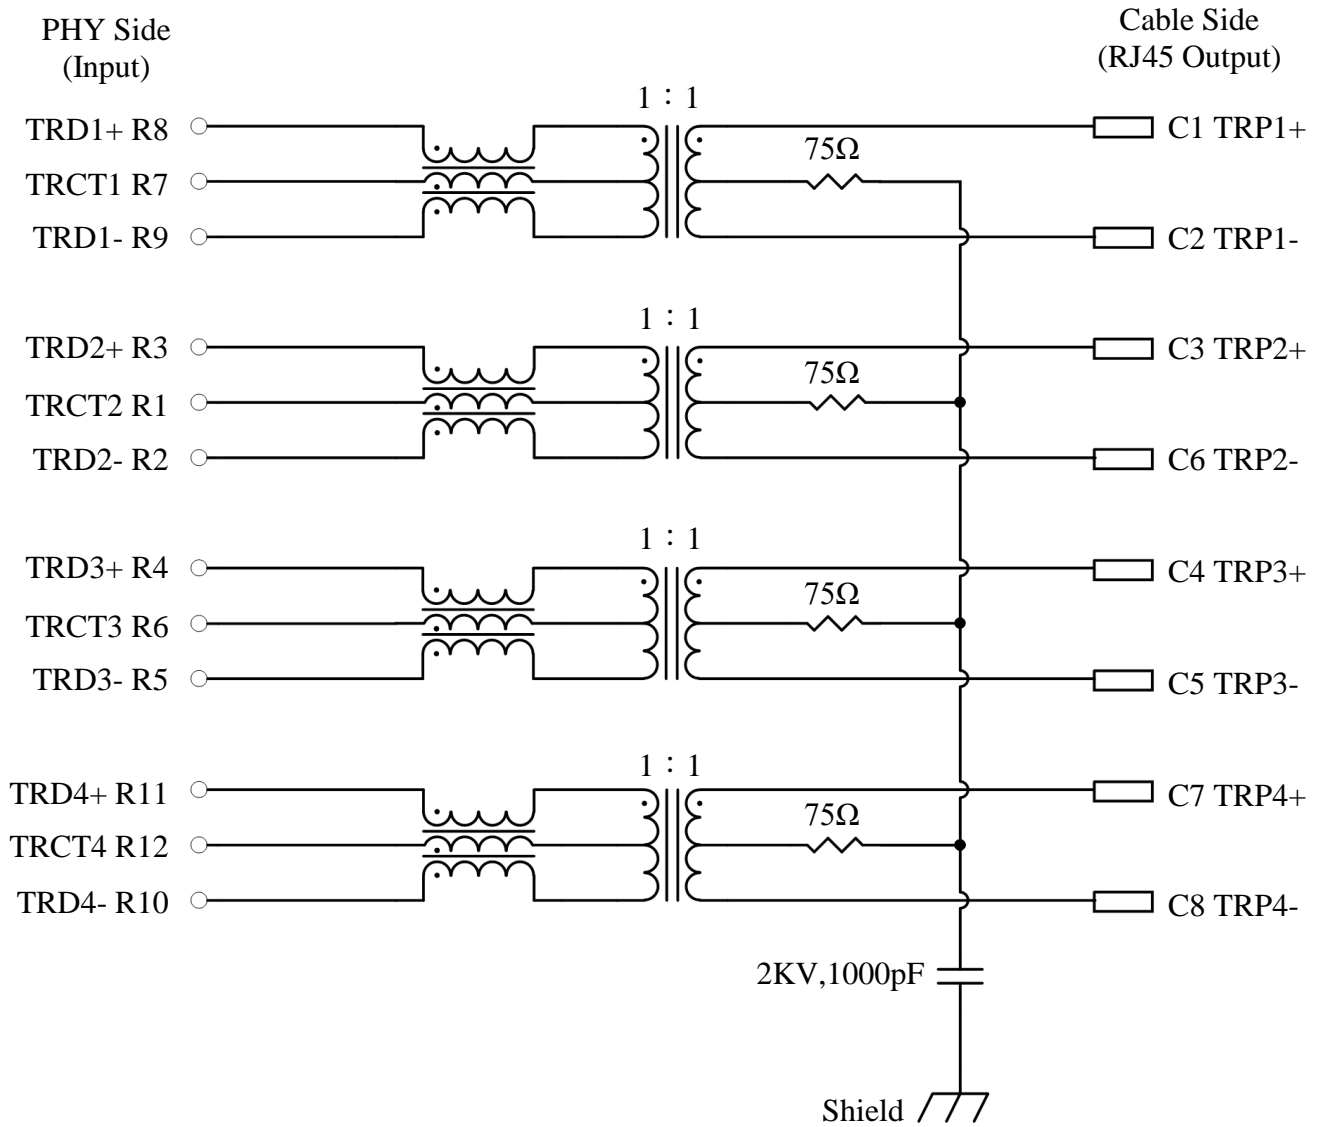 PHY Side
(Input)
Cable Side
(RJ45 Output)
1 : 1
TRD1+ R8
75Ω
C1 TRP1+
TRCT1 R7
TRD1- R9
C2 TRP1-
1 : 1
TRD2+ R3
75Ω
C3 TRP2+
TRCT2 R1
TRD2- R2
C6 TRP2-
1 : 1
TRD3+ R4
75Ω
C4 TRP3+
TRCT3 R6
TRD3- R5
C5 TRP3-
1 : 1
TRD4+ R11
75Ω
C7 TRP4+
TRCT4 R12
TRD4- R10
C8 TRP4-
2KV,1000pF
Shield